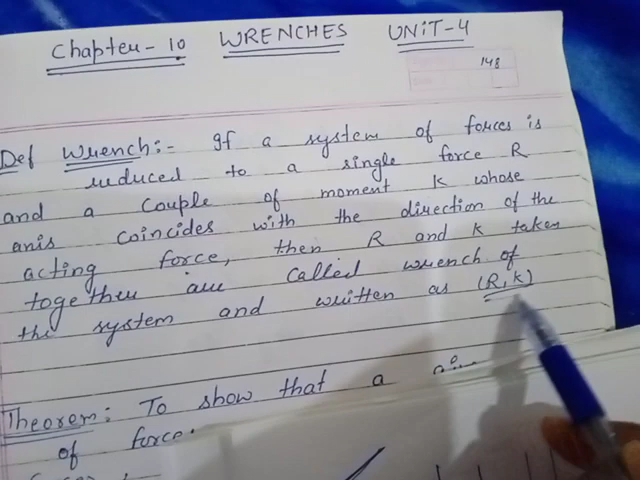 Chapter-10 WRENCHES UNIT-4
148
Def Wrench:- If a system of forces is
reduced to a single force R
and a couple of moment K whose
axis coincides with the direction of the
acting force, then R and K taken
together are called wrench of
the system and written as (R,K)
Theorem: To show that a
of force